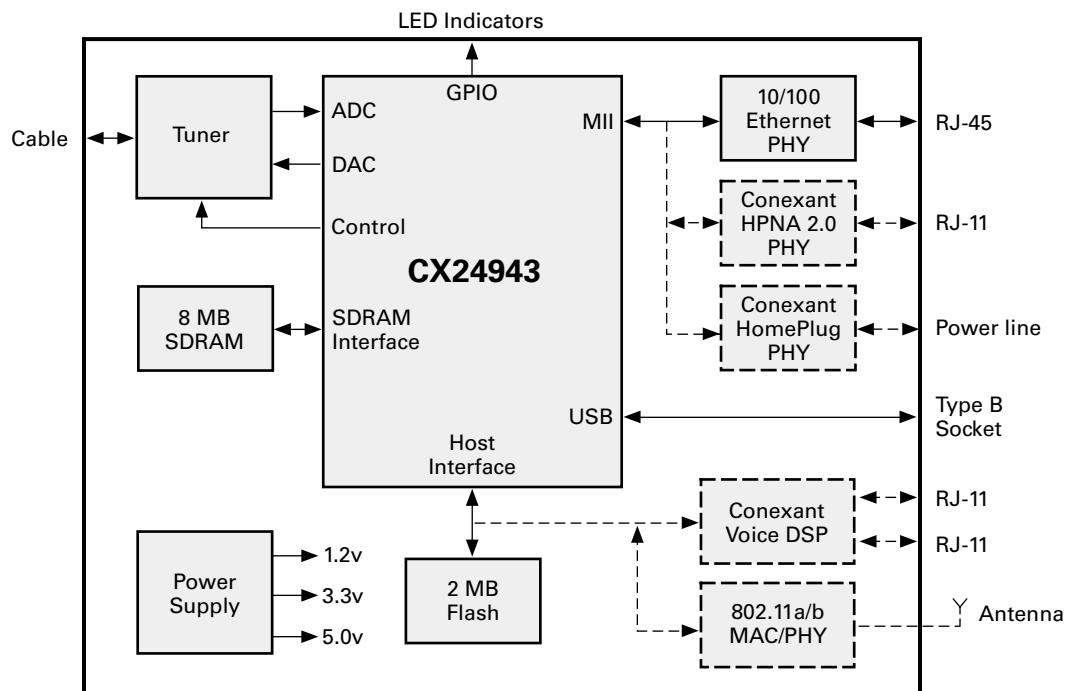 LED Indicators
GPIO
Cable
Tuner
ADC
DAC
Control
CX24943
8 MB
SDRAM
SDRAM
Interface
MII
10/100
Ethernet
PHY
RJ-45
Conexant
HPNA 2.0
PHY
RJ-11
Conexant
HomePlug
PHY
Power line
USB
Type B
Socket
Host
Interface
Conexant
Voice DSP
RJ-11
RJ-11
Power
Supply
1.2v
3.3v
5.0v
2 MB
Flash
802.11a/b
MAC/PHY
Antenna